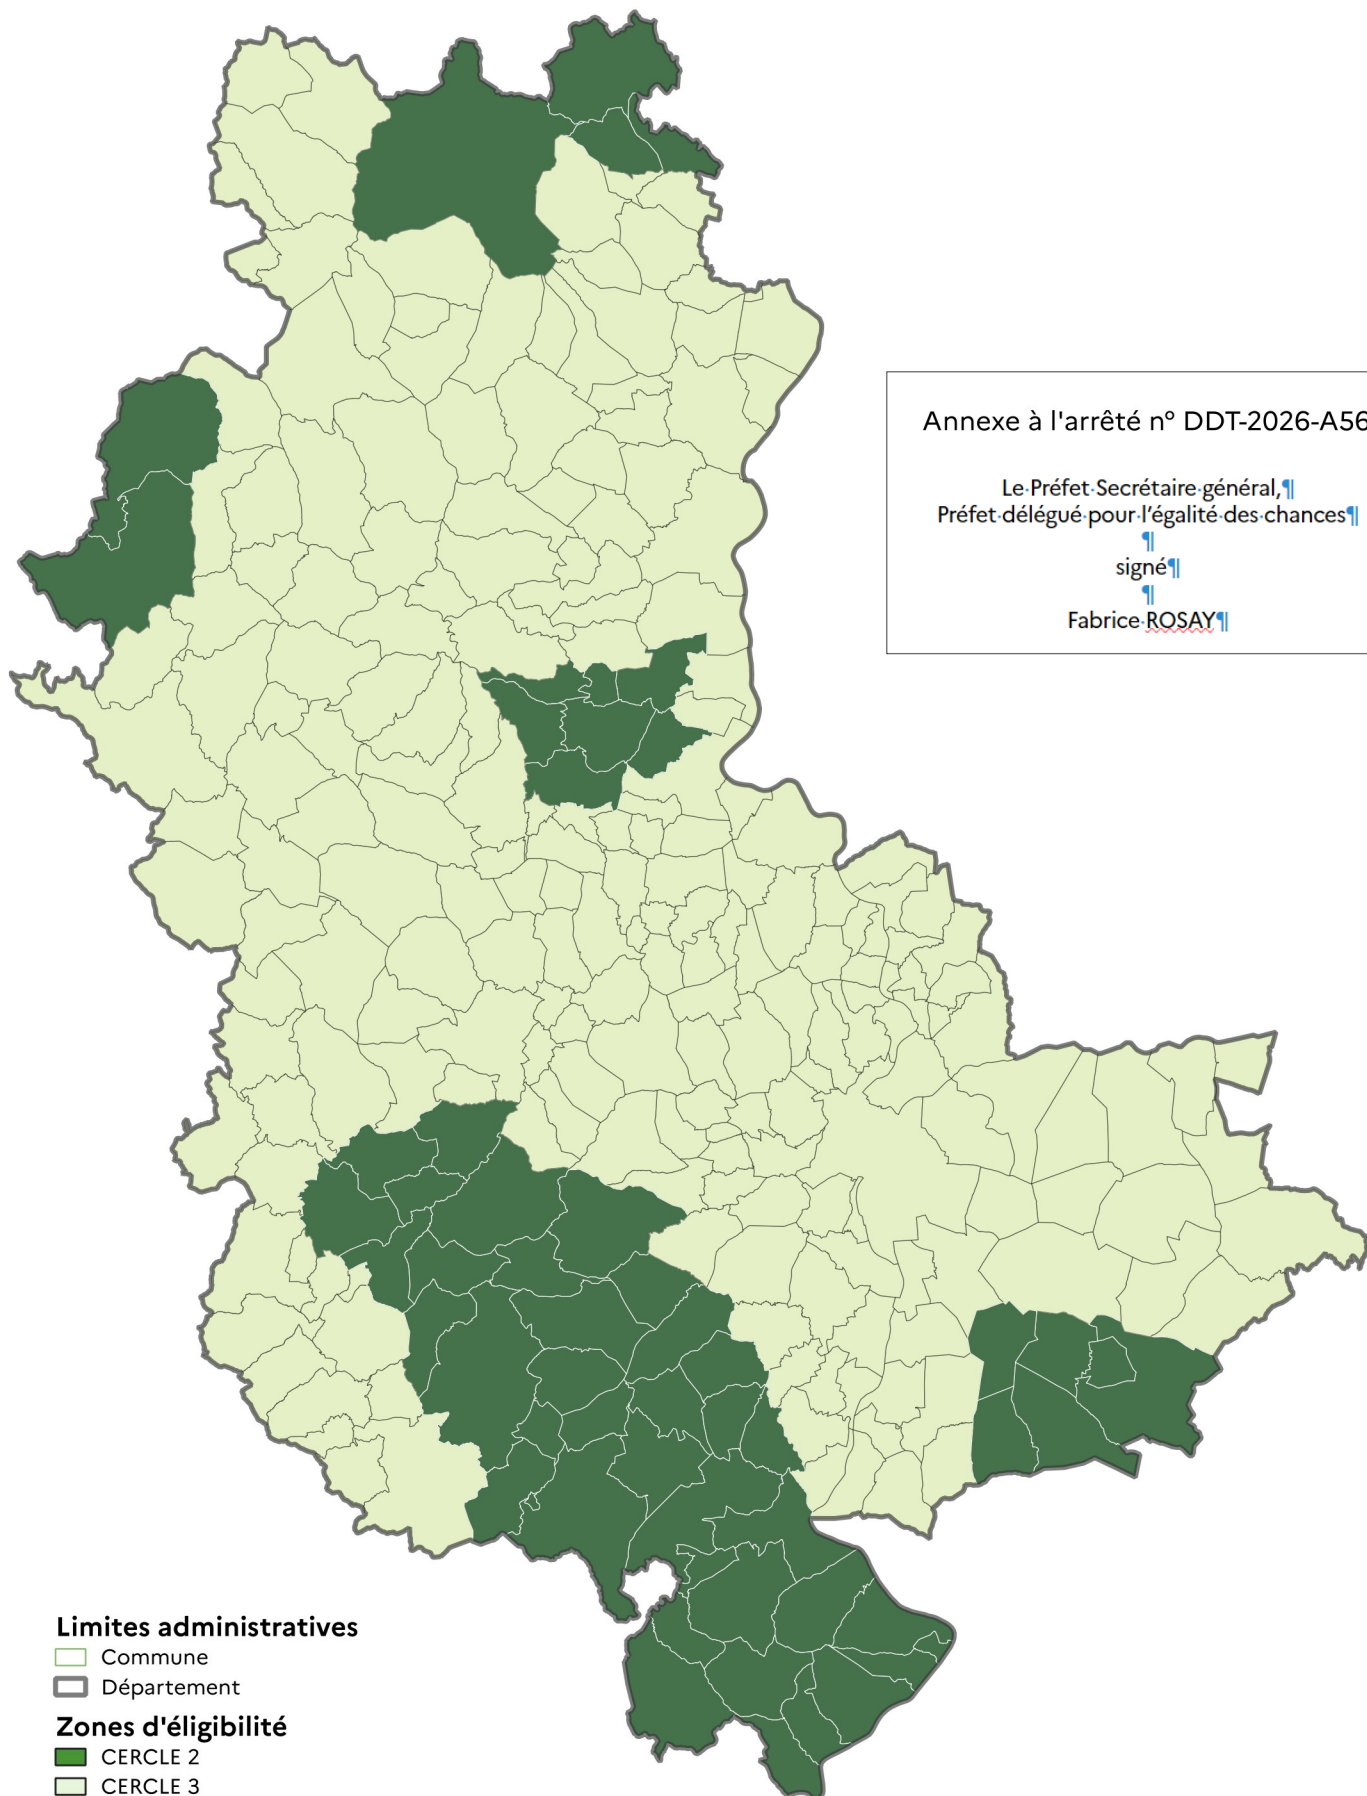 Annexe à l'arrêté n° DDT-2026-A56
Le·Préfet·Secrétaire·général,¶
Préfet·délégué·pour·l’égalité·des·chances¶
¶
signé¶
¶
Fabrice·ROSAY¶
Limites administratives
Commune
Département
Zones d'éligibilité
CERCLE 2
CERCLE 3